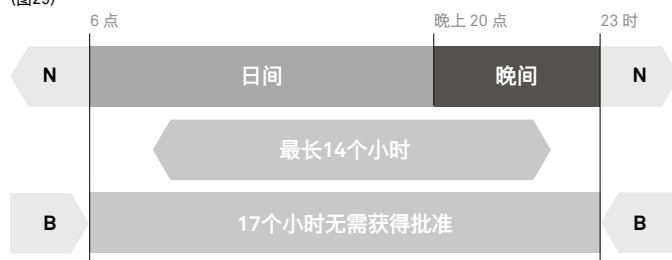 (图29)
6 点 晚上 20 点 23 时
N 日间 晚间 N
最长14个小时
B 17个小时无需获得批准 B